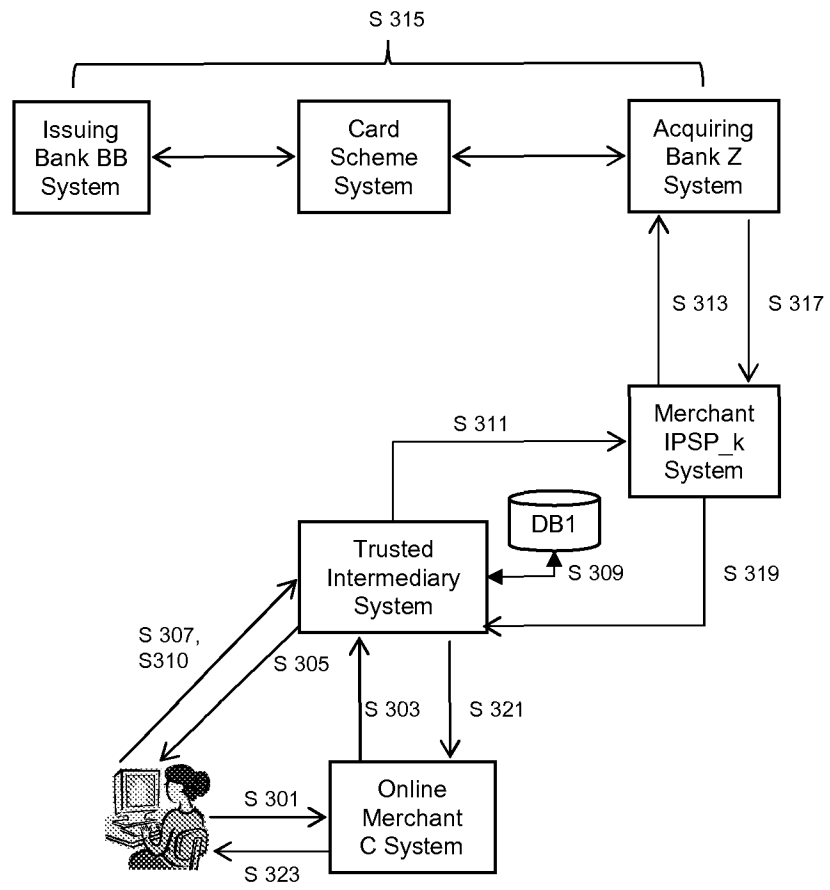 S 315
Issuing
Bank BB
System
Card
Scheme
System
Acquiring
Bank Z
System
S 313
S 317
S 311
Merchant
IPSP_k
System
DB1
Trusted
Intermediary
System
S 309
S 319
S 307,
S310
S 305
S 303
S 321
S 301
Online
Merchant
C System
S 323